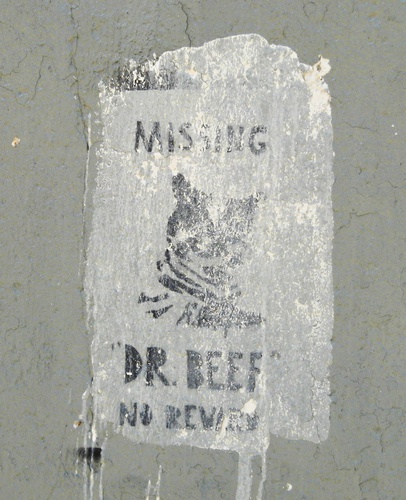 MISSING
"DR. BEEF"
NO REWARD